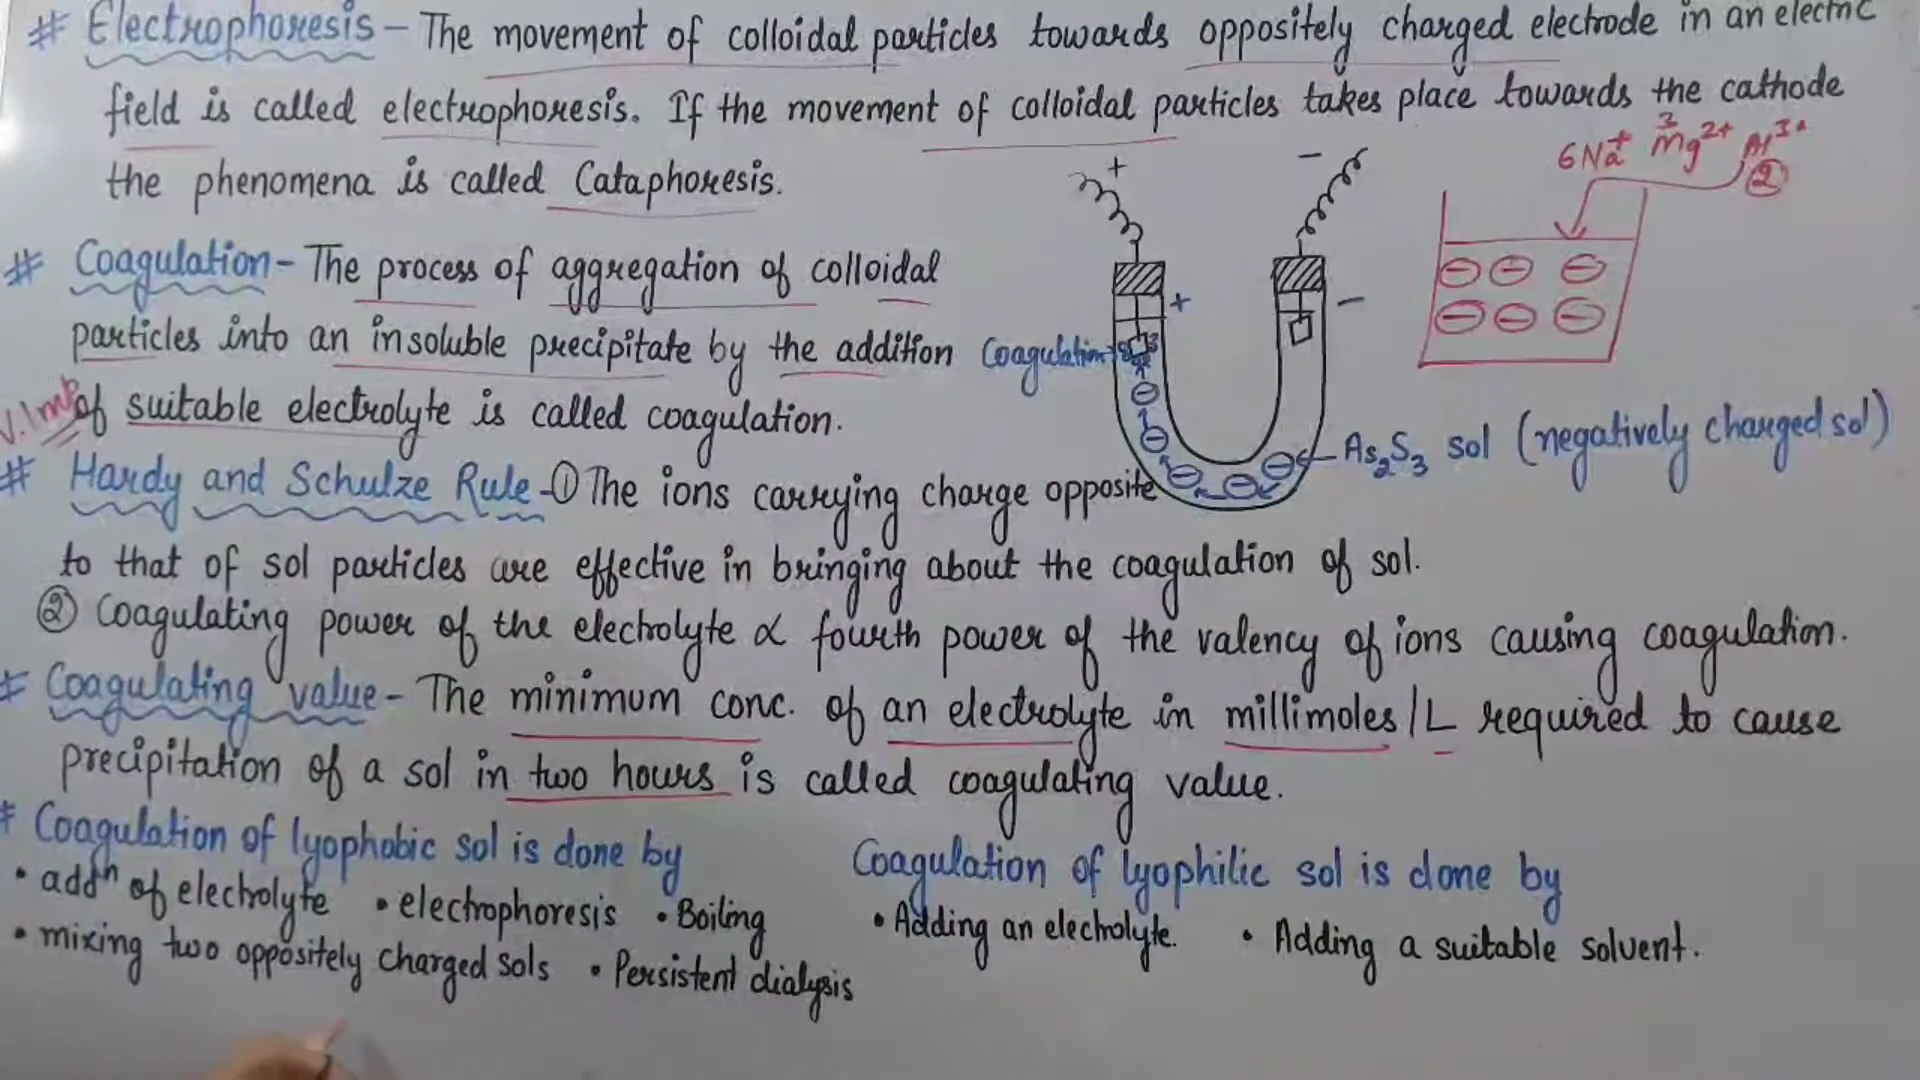 # Electrophoresis - The movement of colloidal particles towards oppositely charged electrode in an electric
field is called electrophoresis. If the movement of colloidal particles takes place towards the cathode
the phenomena is called Cataphoresis.
+ −
6Na⁺ 3Mg²⁺ Al³⁺
②
# Coagulation - The process of aggregation of colloidal
+ −
particles into an insoluble precipitate by the addition
Coagulation
V.Imp
of suitable electrolyte is called coagulation.
As₂S₃ sol (negatively charged sol)
# Hardy and Schulze Rule - ① The ions carrying charge opposite
to that of sol particles are effective in bringing about the coagulation of sol.
② Coagulating power of the electrolyte ∝ fourth power of the valency of ions causing coagulation.
# Coagulating value - The minimum conc. of an electrolyte in millimoles/L required to cause
precipitation of a sol in two hours is called coagulating value.
# Coagulation of lyophobic sol is done by
• addⁿ of electrolyte • electrophoresis • Boiling
• mixing two oppositely charged sols • Persistent dialysis
Coagulation of lyophilic sol is done by
• Adding an electrolyte. • Adding a suitable solvent.